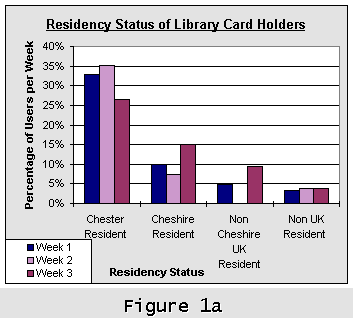 Residency Status of Library Card Holders
Percentage of Users per Week
40%
35%
30%
25%
20%
15%
10%
5%
0%
Chester
Resident
Cheshire
Resident
Non
Cheshire
UK
Resident
Non UK
Resident
Week 1
Week 2
Week 3
Residency Status
Figure 1a